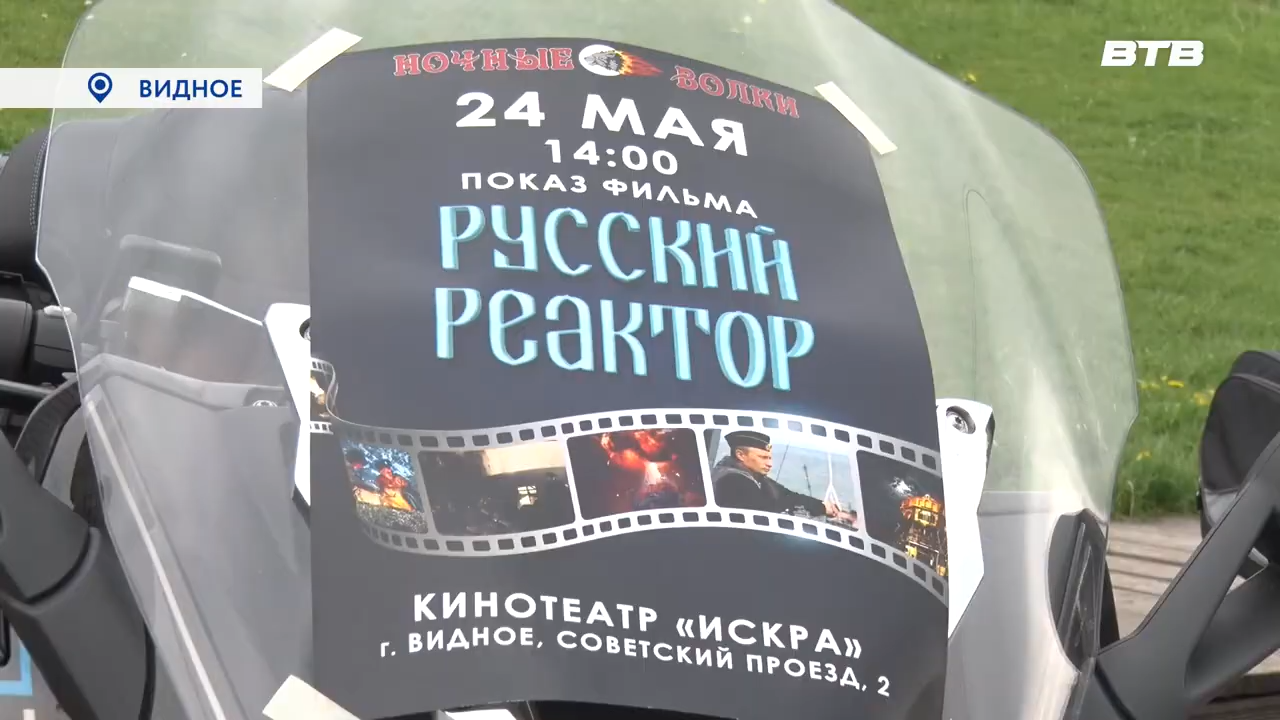 ВИДНОЕ
ВТВ
НОЧНЫЕ ВОЛКИ
24 МАЯ
14:00
ПОКАЗ ФИЛЬМА
РУССКИЙ
РЕАКТОР
КИНОТЕАТР «ИСКРА»
г. ВИДНОЕ, СОВЕТСКИЙ ПРОЕЗД, 2